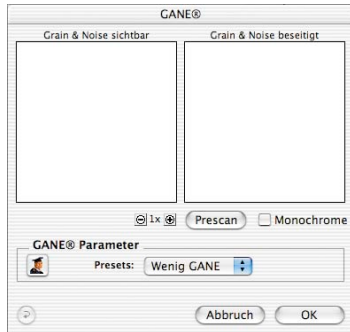 GANE®
Grain & Noise sichtbar Grain & Noise beseitigt
1x Prescan Monochrome
GANE® Parameter
Presets: Wenig GANE
Abbruch OK